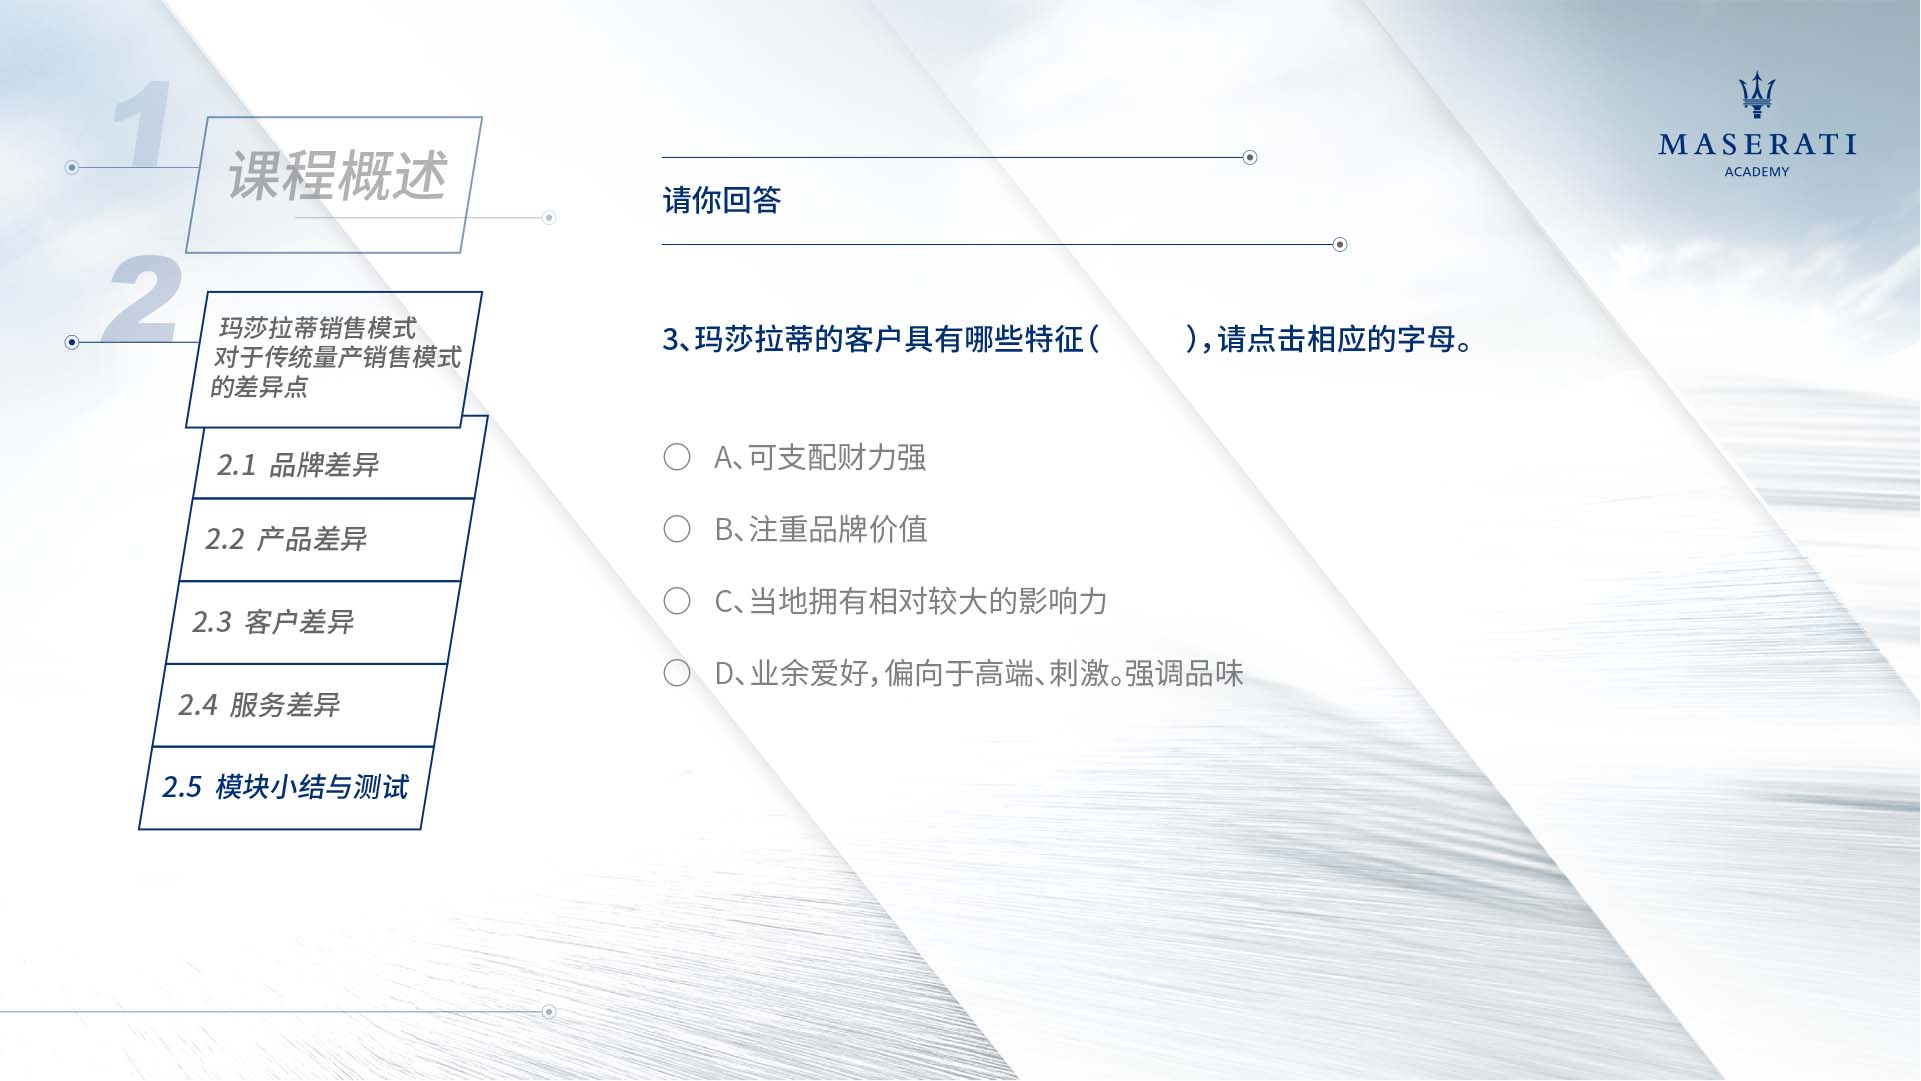 1
课程概述
2
玛莎拉蒂销售模式
对于传统量产销售模式
的差异点
2.1 品牌差异
2.2 产品差异
2.3 客户差异
2.4 服务差异
2.5 模块小结与测试
请你回答
3、玛莎拉蒂的客户具有哪些特征（ ），请点击相应的字母。
A、可支配财力强
B、注重品牌价值
C、当地拥有相对较大的影响力
D、业余爱好，偏向于高端、刺激。强调品味
MASERATI
ACADEMY